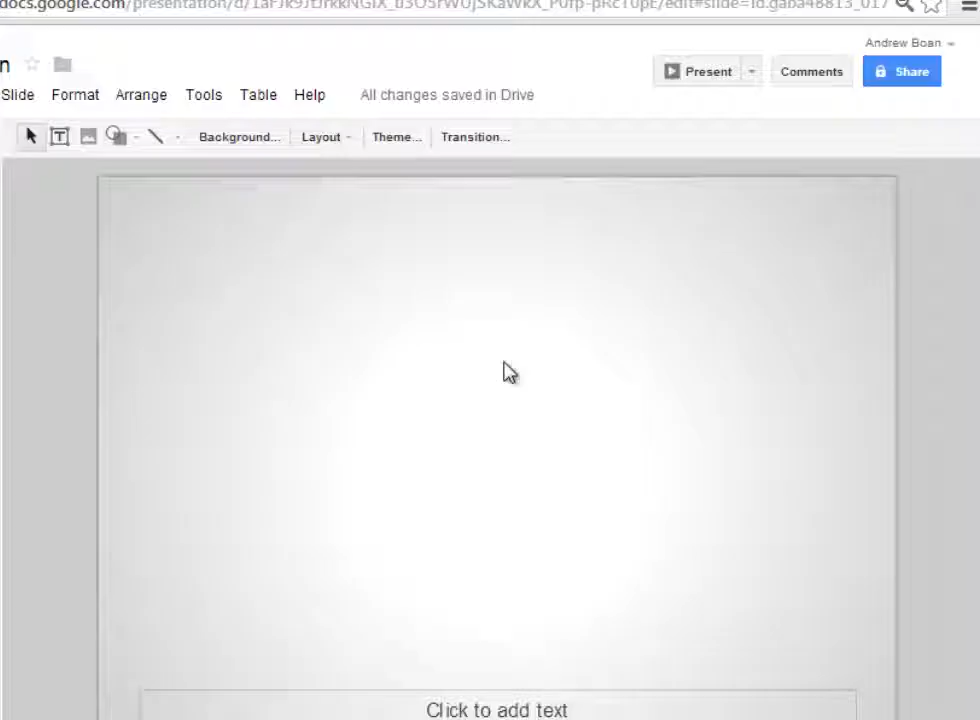 docs.google.com/presentation/d/
Andrew Boan
n
Present
Comments
Share
Slide Format Arrange Tools Table Help All changes saved in Drive
Background... Layout Theme... Transition...
Click to add text